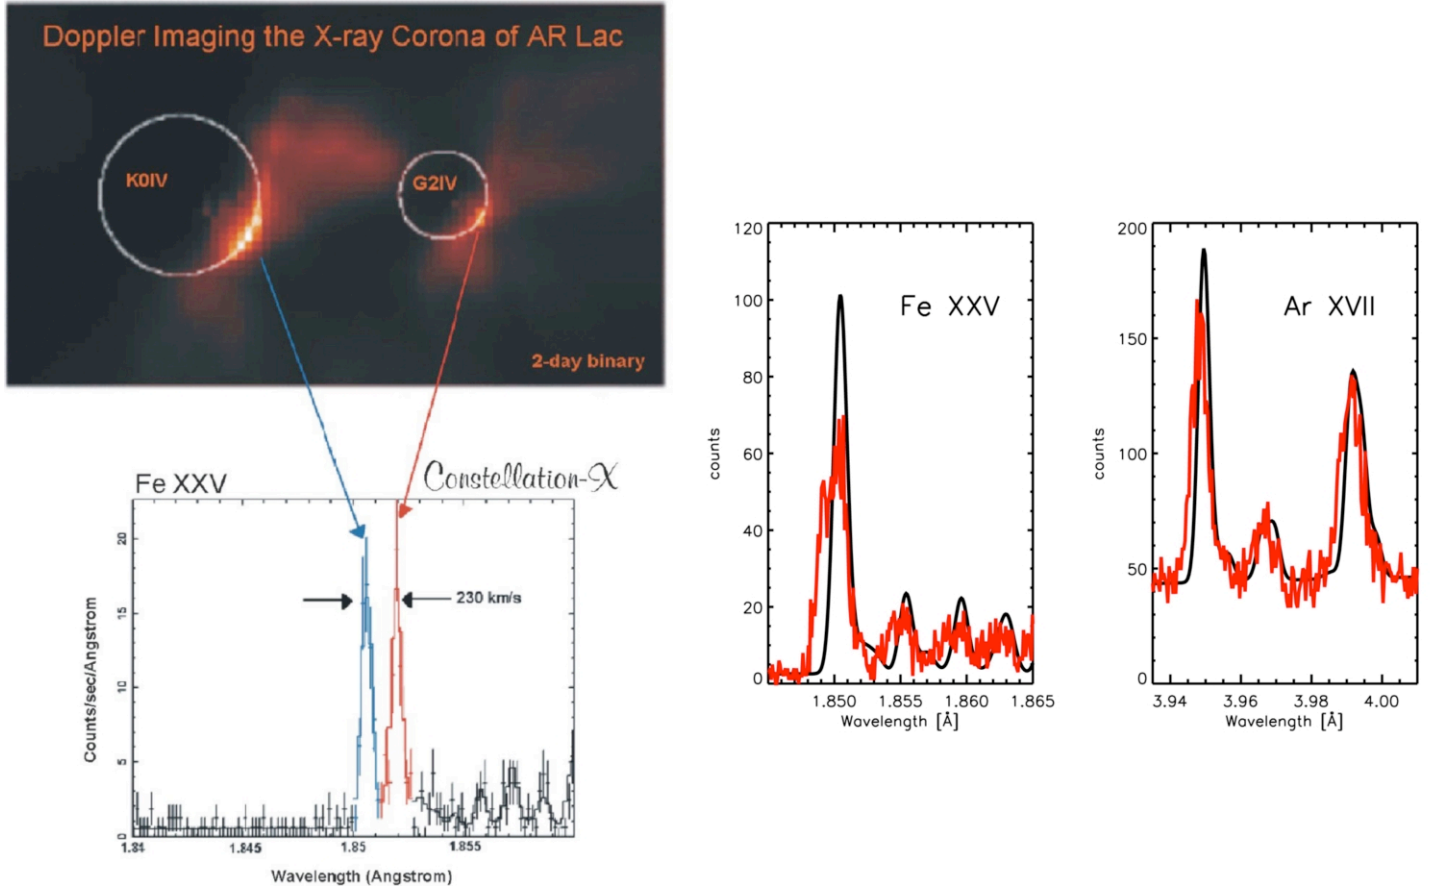 Doppler Imaging the X-ray Corona of AR Lac
K0IV
G2IV
2-day binary
Fe XXV
Constellation-X
230 km/s
Counts/sec/Angstrom
20
15
10
5
0
1.84
1.845
1.85
1.855
Wavelength (Angstrom)
Fe XXV
counts
120
100
80
60
40
20
0
1.850
1.855
1.860
1.865
Wavelength [Å]
Ar XVII
counts
200
150
100
50
0
3.94
3.96
3.98
4.00
Wavelength [Å]